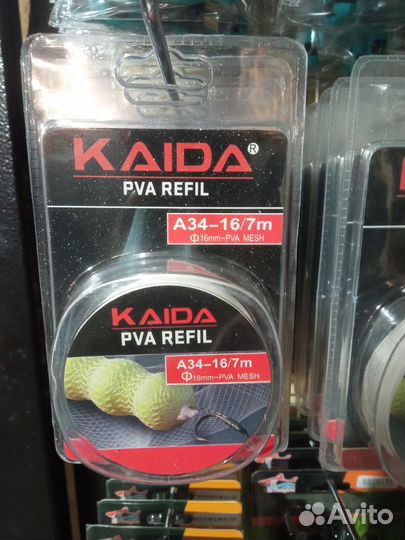 KAIDA®
PVA REFIL
A34-16/7m
Φ16mm-PVA MESH
KAIDA
PVA REFIL
A34-16/7m
Φ16mm-PVA MESH
KA
P
Avito